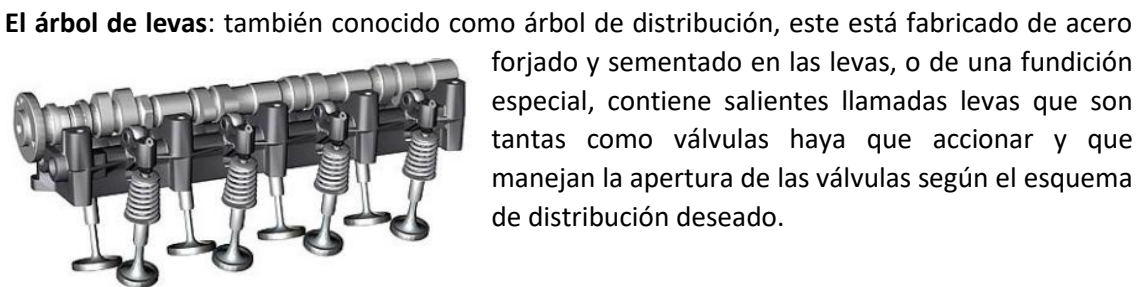 El árbol de levas: también conocido como árbol de distribución, este está fabricado de acero
forjado y sementado en las levas, o de una fundición
especial, contiene salientes llamadas levas que son
tantas como válvulas haya que accionar y que
manejan la apertura de las válvulas según el esquema
de distribución deseado.